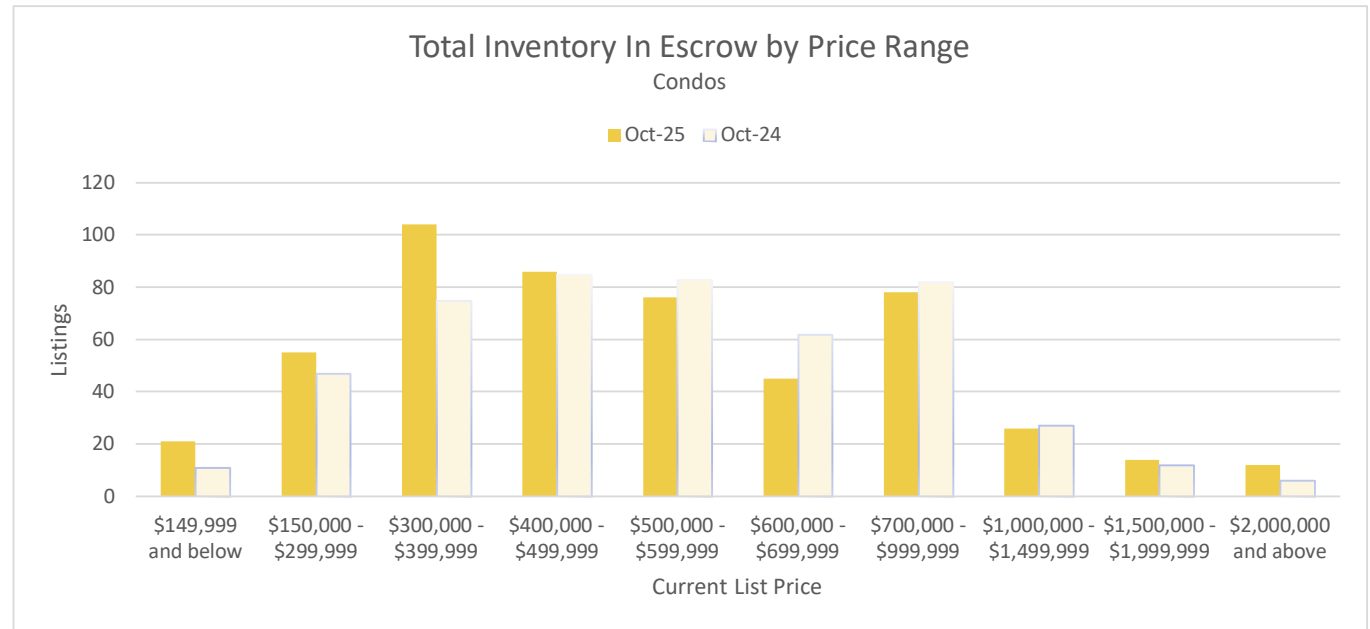 Total Inventory In Escrow by Price Range
Condos
Oct-25 Oct-24
120
100
80
60
40
20
0
Listings
$149,999 and below
$150,000 - $299,999
$300,000 - $399,999
$400,000 - $499,999
$500,000 - $599,999
$600,000 - $699,999
$700,000 - $999,999
$1,000,000 - $1,499,999
$1,500,000 - $1,999,999
$2,000,000 and above
Current List Price